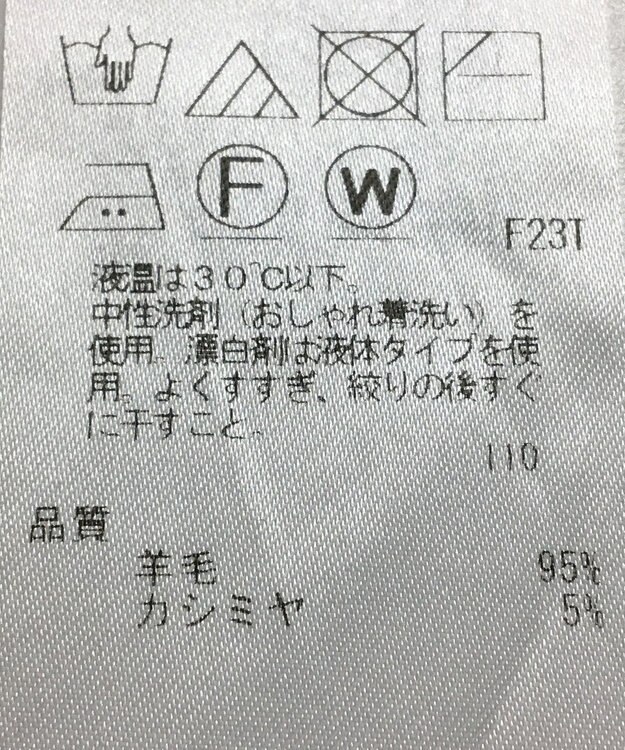 F W
F23T
液温は30℃以下。
中性洗剤（おしゃれ着洗い）を
使用。漂白剤は液体タイプを使
用。よくすすぎ、絞りの後すぐ
に干すこと。
110
品質
羊毛 95%
カシミヤ 5%